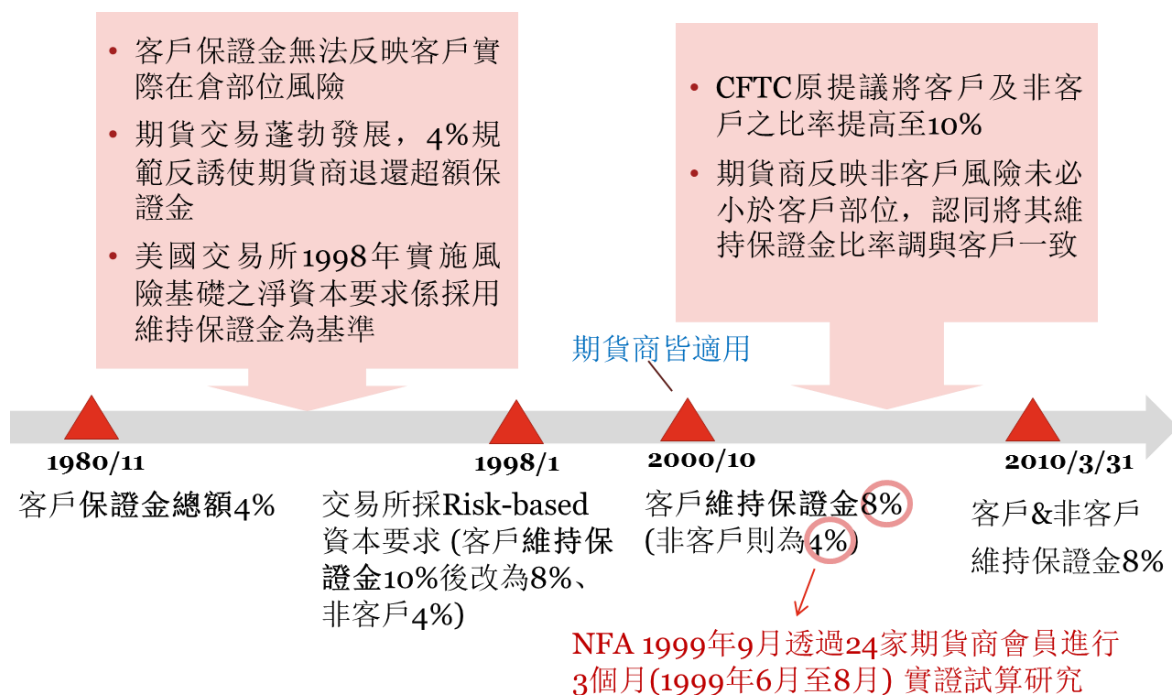 • 客戶保證金無法反映客戶實
際在倉部位風險
• 期貨交易蓬勃發展，4%規
範反誘使期貨商退還超額保
證金
• 美國交易所1998年實施風
險基礎之淨資本要求係採用
維持保證金為基準
• CFTC原提議將客戶及非客
戶之比率提高至10%
• 期貨商反映非客戶風險未必
小於客戶部位，認同將其維
持保證金比率調與客戶一致
期貨商皆適用
1980/11
客戶保證金總額4%
1998/1
交易所採Risk-based
資本要求 (客戶維持保
證金10%後改為8%、
非客戶4%)
2000/10
客戶維持保證金8%
(非客戶則為4%)
2010/3/31
客戶&非客戶
維持保證金8%
NFA 1999年9月透過24家期貨商會員進行
3個月(1999年6月至8月) 實證試算研究